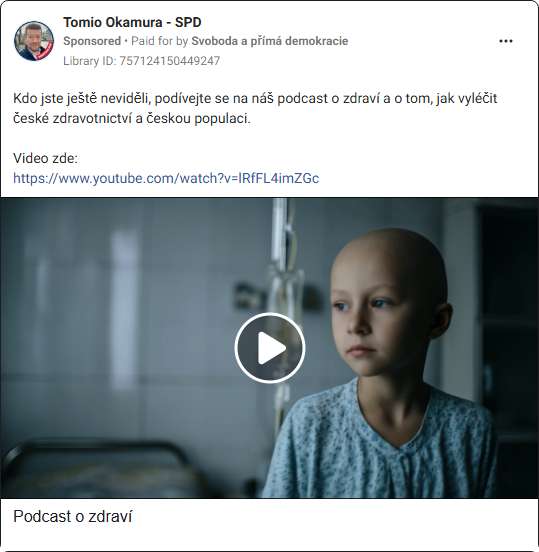 Tomio Okamura - SPD
Sponsored • Paid for by Svoboda a přímá demokracie
Library ID: 757124150449247
Kdo jste ještě neviděli, podívejte se na náš podcast o zdraví a o tom, jak vyléčit
české zdravotnictví a českou populaci.
Video zde:
https://www.youtube.com/watch?v=lRfFL4imZGc
Podcast o zdraví